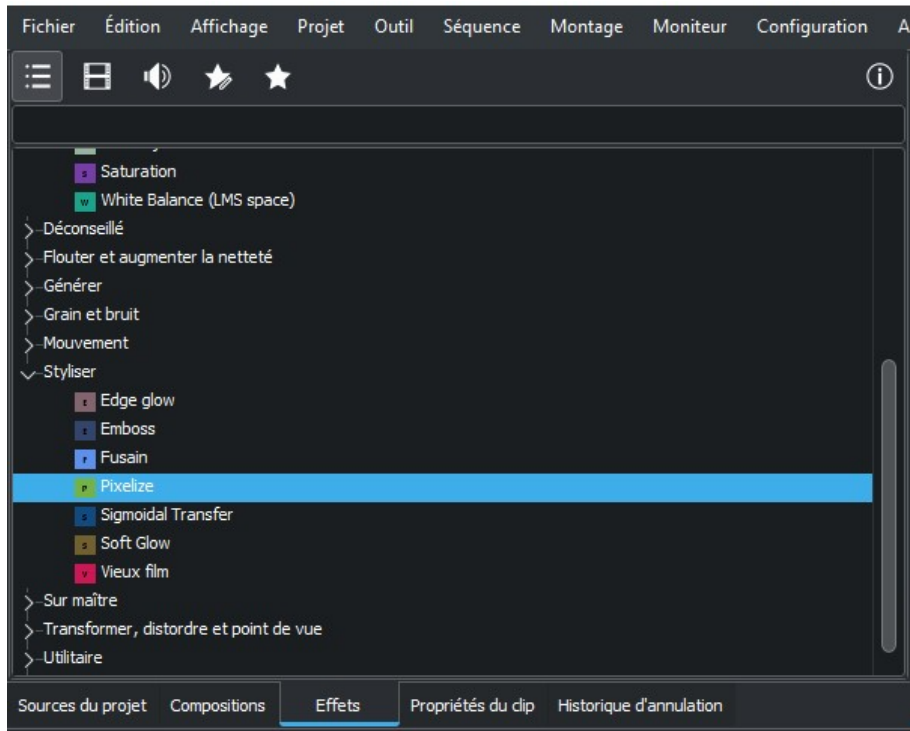 Fichier Édition Affichage Projet Outil Séquence Montage Moniteur Configuration A
Saturation
White Balance (LMS space)
Déconseillé
Flouter et augmenter la netteté
Générer
Grain et bruit
Mouvement
Styliser
Edge glow
Emboss
Fusain
Pixelize
Sigmoidal Transfer
Soft Glow
Vieux film
Sur maître
Transformer, distordre et point de vue
Utilitaire
Sources du projet Compositions Effets Propriétés du clip Historique d'annulation